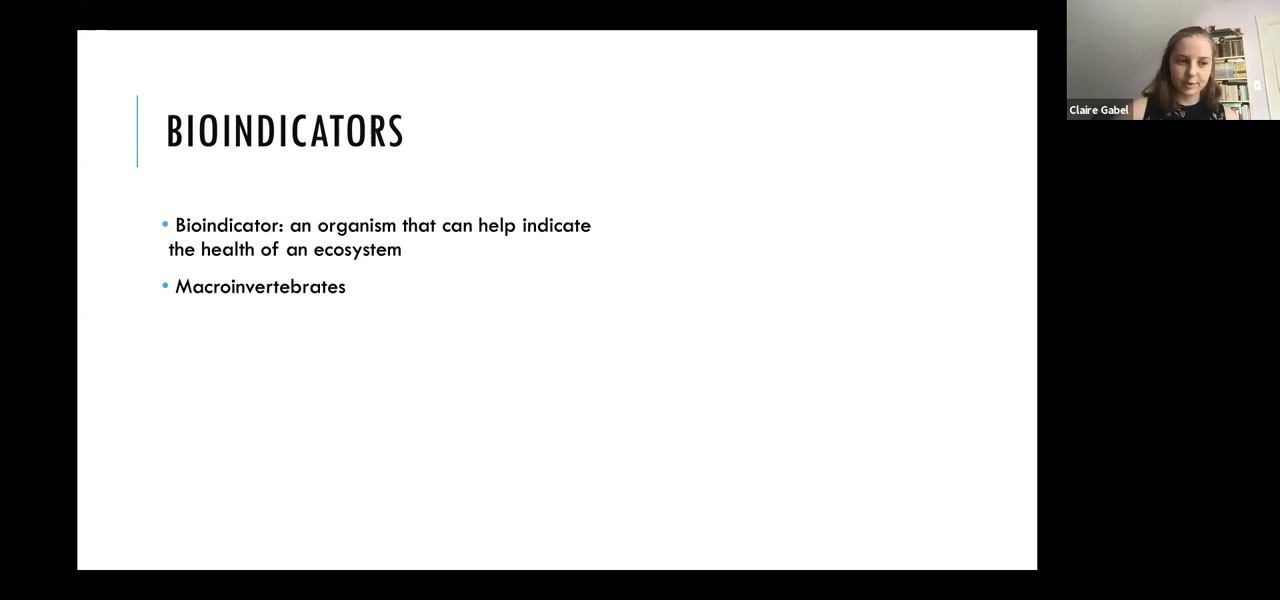 BIOINDICATORS
• Bioindicator: an organism that can help indicate
the health of an ecosystem
• Macroinvertebrates
Claire Gabel